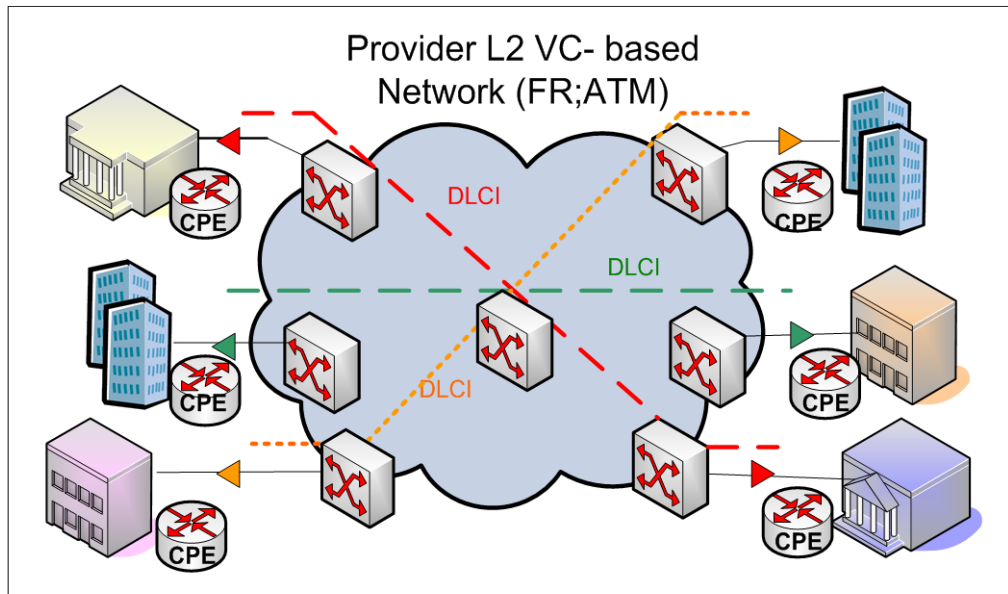 Provider L2 VC- based
Network (FR;ATM)
DLCI
CPE
CPE
DLCI
CPE
CPE
DLCI
CPE
CPE